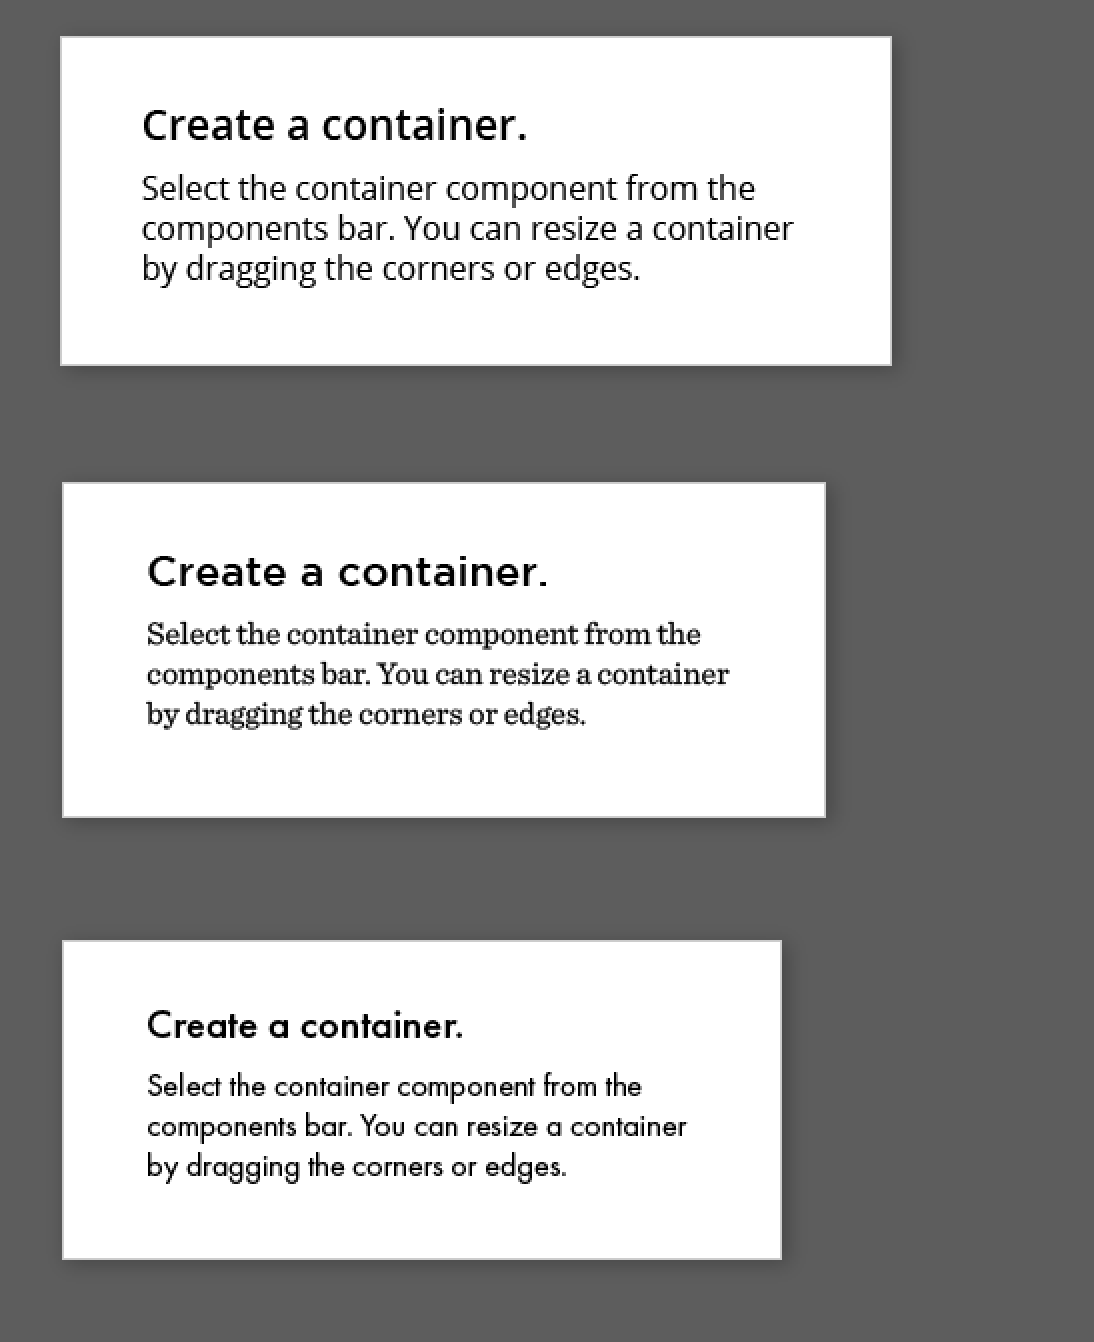 Create a container.
Select the container component from the
components bar. You can resize a container
by dragging the corners or edges.
Create a container.
Select the container component from the
components bar. You can resize a container
by dragging the corners or edges.
Create a container.
Select the container component from the
components bar. You can resize a container
by dragging the corners or edges.